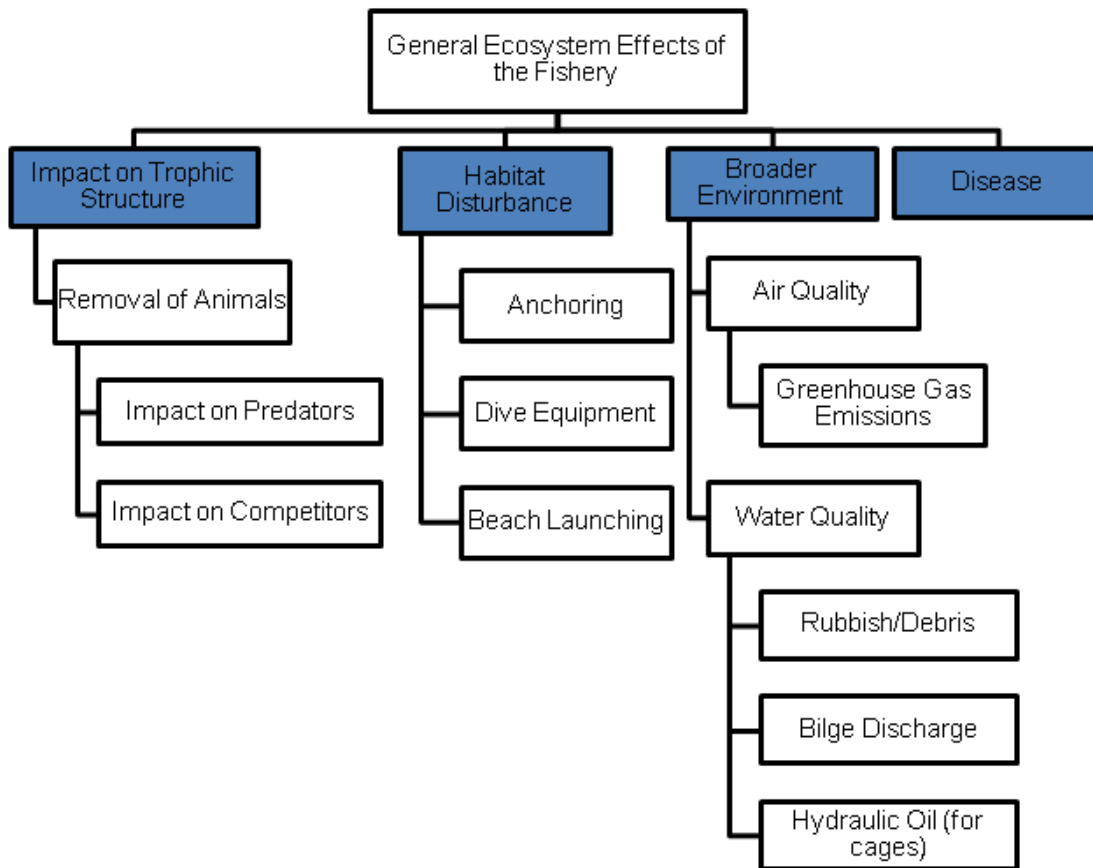 General Ecosystem Effects of
the Fishery
Impact on Trophic
Structure
Habitat
Disturbance
Broader
Environment
Disease
Removal of Animals
Impact on Predators
Impact on Competitors
Anchoring
Dive Equipment
Beach Launching
Air Quality
Greenhouse Gas
Emissions
Water Quality
Rubbish/Debris
Bilge Discharge
Hydraulic Oil (for
cages)